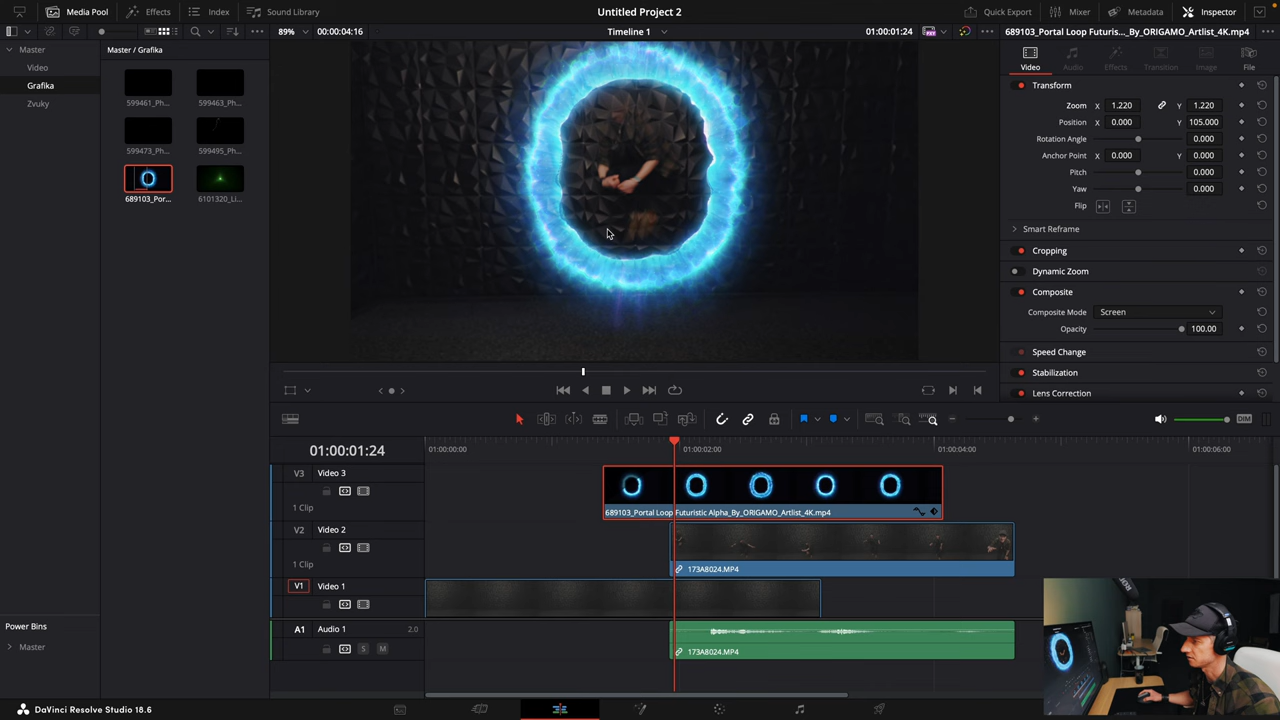 Media Pool
Effects
Index
Sound Library
Untitled Project 2
Quick Export
Mixer
Metadata
Inspector
89%
00:00:04:16
Timeline 1
01:00:01:24
689103_Portal Loop Futuris..._By_ORIGAMO_Artlist_4K.mp4
Master
Video
Grafika
Zvuky
Master / Grafika
599461_Ph...
599463_Ph...
599473_Ph...
599495_Ph...
689103_Por...
6101320_Li...
Power Bins
Master
Video
Audio
Effects
Transition
Image
File
Transform
Zoom X 1.220 Y 1.220
Position X 0.000 Y 105.000
Rotation Angle 0.000
Anchor Point X 0.000 Y 0.000
Pitch 0.000
Yaw 0.000
Flip
Smart Reframe
Cropping
Dynamic Zoom
Composite
Composite Mode Screen
Opacity 100.00
Speed Change
Stabilization
Lens Correction
DIM
01:00:01:24
01:00:00:00
01:00:02:00
01:00:04:00
01:00:06:00
V3 Video 3
1 Clip
689103_Portal Loop Futuristic Alpha_By_ORIGAMO_Artlist_4K.mp4
V2 Video 2
1 Clip
173A8024.MP4
V1 Video 1
A1 Audio 1 2.0
S M
173A8024.MP4
DaVinci Resolve Studio 18.6